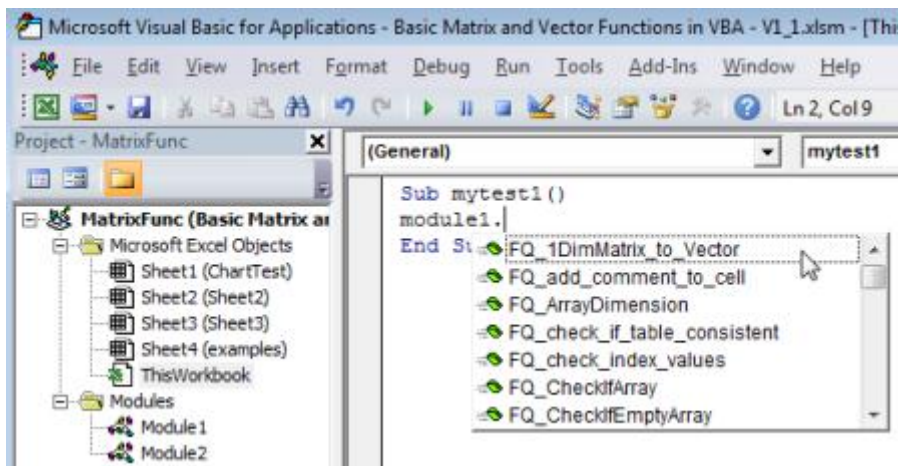 Microsoft Visual Basic for Applications - Basic Matrix and Vector Functions in VBA - V1_1.xlsm - [Thi
File Edit View Insert Format Debug Run Tools Add-Ins Window Help
Ln 2, Col 9
Project - MatrixFunc
MatrixFunc (Basic Matrix a
Microsoft Excel Objects
Sheet1 (ChartTest)
Sheet2 (Sheet2)
Sheet3 (Sheet3)
Sheet4 (examples)
ThisWorkbook
Modules
Module1
Module2
(General) mytest1
Sub mytest1()
module1.
End Su
FQ_1DimMatrix_to_Vector
FQ_add_comment_to_cell
FQ_ArrayDimension
FQ_check_if_table_consistent
FQ_check_index_values
FQ_CheckIfArray
FQ_CheckIfEmptyArray